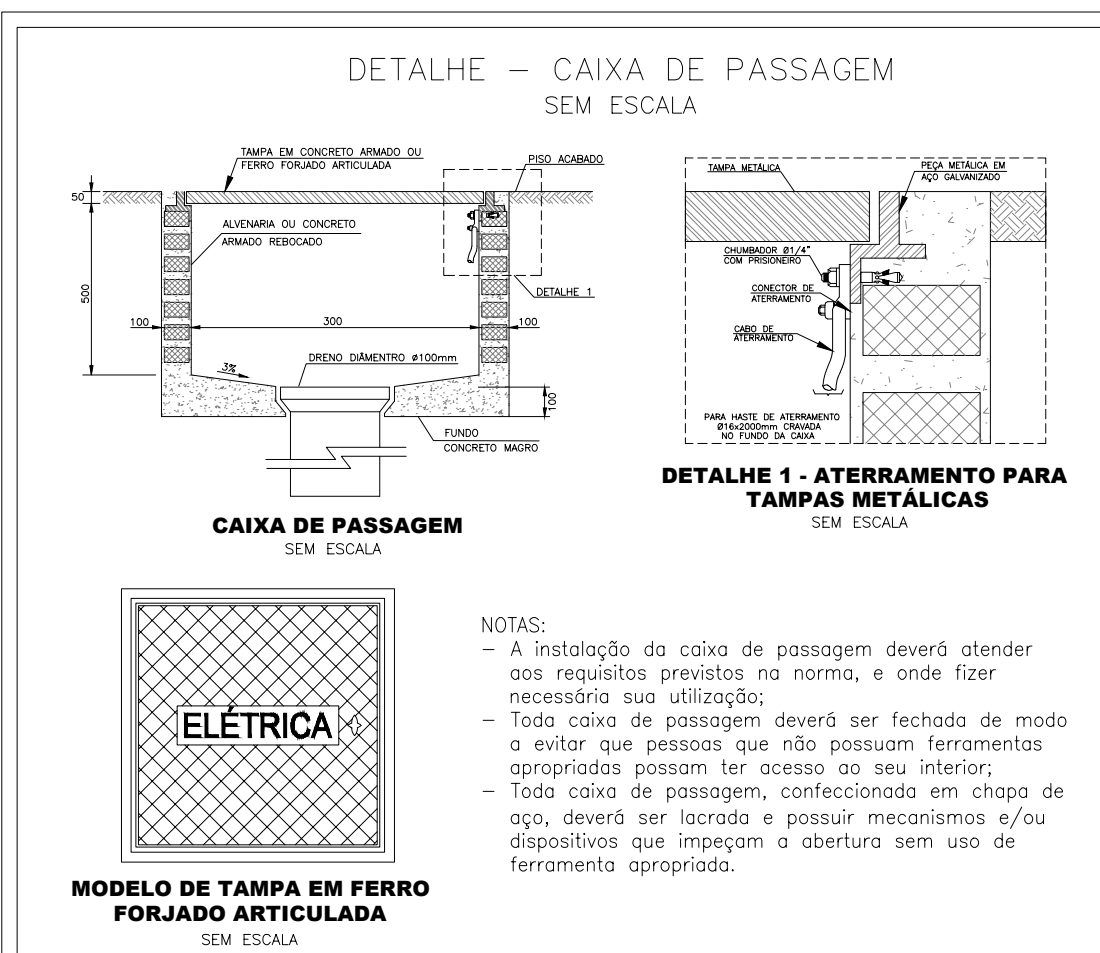 DETALHE – CAIXA DE PASSAGEM
SEM ESCALA
TAMPA EM CONCRETO ARMADO OU
FERRO FORJADO ARTICULADA
PISO ACABADO
50
ALVENARIA OU CONCRETO
ARMADO REBOCADO
500
DETALHE 1
100
300
100
DRENO DIÂMENTRO Ø100mm
3%
100
FUNDO
CONCRETO MAGRO
CAIXA DE PASSAGEM
SEM ESCALA
TAMPA METÁLICA
PEÇA METÁLICA EM
AÇO GALVANIZADO
CHUMBADOR Ø1/4"
COM PRISIONEIRO
CONECTOR DE
ATERRAMENTO
CABO DE
ATERRAMENTO
PARA HASTE DE ATERRAMENTO
Ø16x2000mm CRAVADA
NO FUNDO DA CAIXA
DETALHE 1 - ATERRAMENTO PARA
TAMPAS METÁLICAS
SEM ESCALA
ELÉTRICA
MODELO DE TAMPA EM FERRO
FORJADO ARTICULADA
SEM ESCALA
NOTAS:
– A instalação da caixa de passagem deverá atender
aos requisitos previstos na norma, e onde fizer
necessária sua utilização;
– Toda caixa de passagem deverá ser fechada de modo
a evitar que pessoas que não possuam ferramentas
apropriadas possam ter acesso ao seu interior;
– Toda caixa de passagem, confeccionada em chapa de
aço, deverá ser lacrada e possuir mecanismos e/ou
dispositivos que impeçam a abertura sem uso de
ferramenta apropriada.